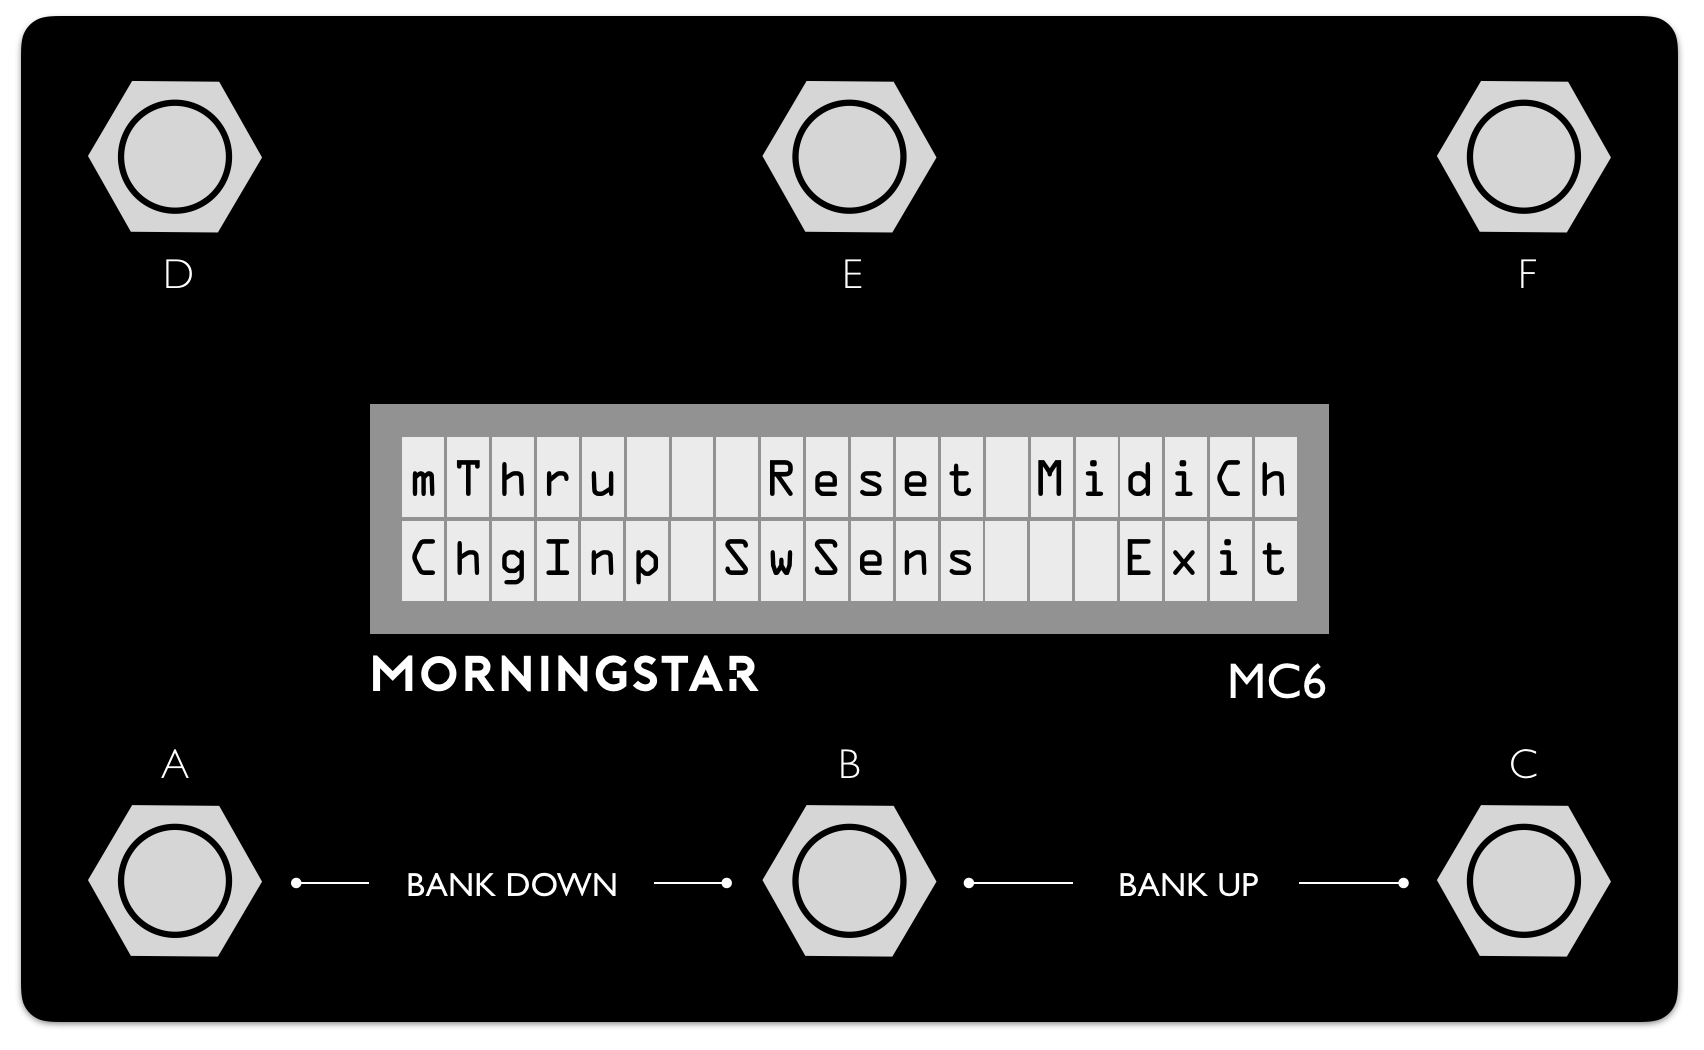 D E F
mThru Reset MidiCh
ChgInp SwSens Exit
MORNINGSTAR MC6
A B C
BANK DOWN BANK UP